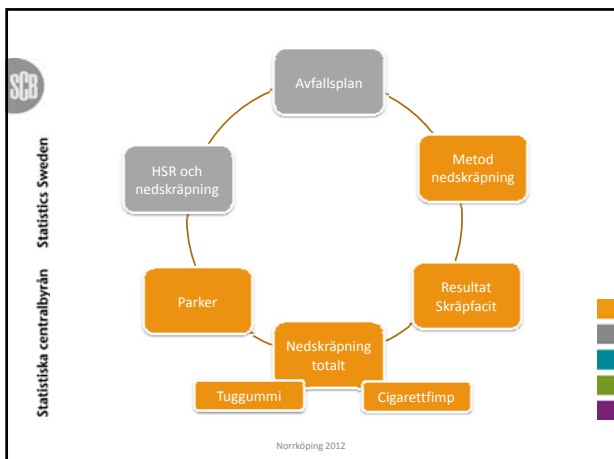 SCB
Statistiska centralbyrån Statistics Sweden
Avfallsplan
Metod
nedskräpning
HSR och
nedskräpning
Resultat
Skräpfacit
Parker
Nedskräpning
totalt
Tuggummi
Cigarettfimp
Norrköping 2012